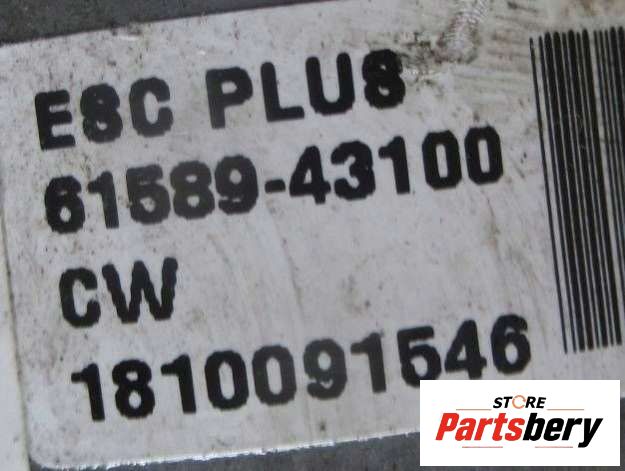 ESC PLUS
61589-43100
CW
1810091546
STORE
Partsbery